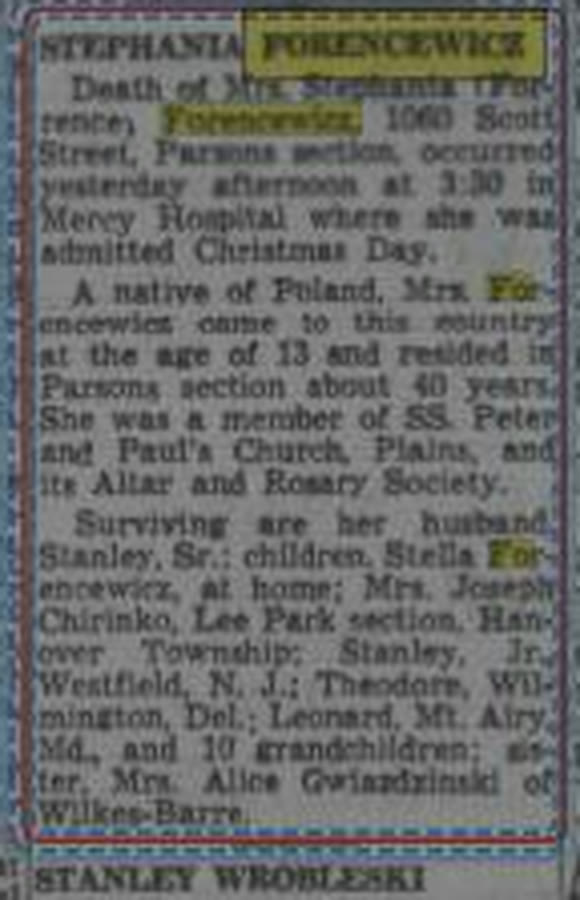 STEPHANIA FORENCEWICZ
Death of Mrs. Stephania (For-
rence) Forencewicz, 1060 Scott
Street, Parsons section, occurred
yesterday afternoon at 3:30 in
Mercy Hospital where she was
admitted Christmas Day.
A native of Poland, Mrs. For-
encewicz came to this country
at the age of 13 and resided in
Parsons section about 40 years.
She was a member of SS. Peter
and Paul's Church, Plains, and
its Altar and Rosary Society.
Surviving are her husband,
Stanley, Sr.; children, Stella For-
encewicz, at home; Mrs. Joseph
Chirinko, Lee Park section, Han-
over Township; Stanley, Jr.,
Westfield, N. J.; Theodore, Wil-
mington, Del.; Leonard, Mt. Airy,
Md., and 10 grandchildren; sis-
ter, Mrs. Alice Gwiazdzinski of
Wilkes-Barre.
STANLEY WROBLESKI